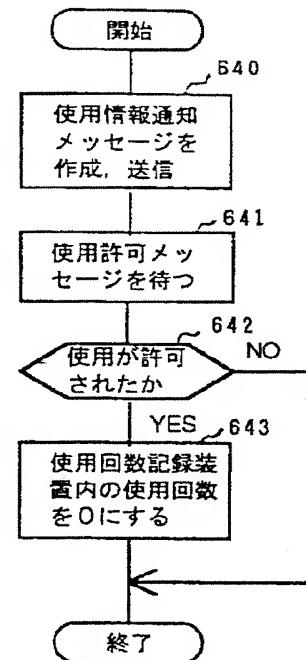 開始
640
使用情報通知
メッセージを
作成，送信
641
使用許可メッ
セージを待つ
642
使用が許可
されたか
NO
YES
643
使用回数記録装
置内の使用回数
を0にする
終了